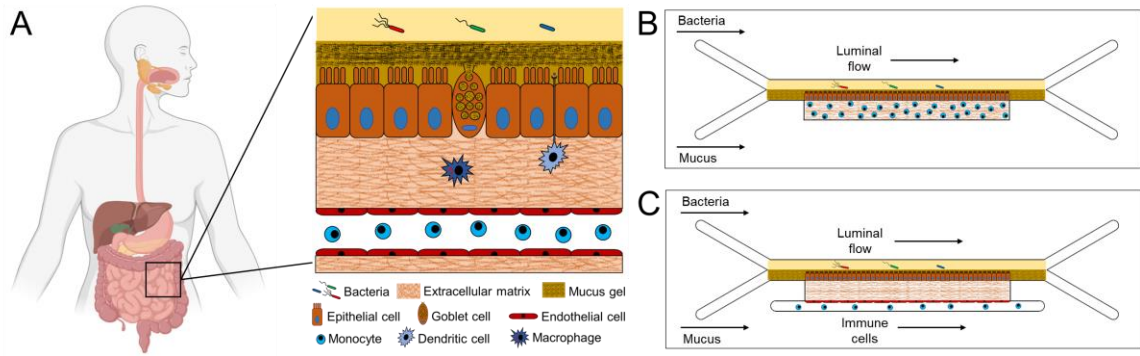 A
Bacteria
Extracellular matrix
Mucus gel
Epithelial cell
Goblet cell
Endothelial cell
Monocyte
Dendritic cell
Macrophage
B
Bacteria
Luminal
flow
Mucus
C
Bacteria
Luminal
flow
Mucus
Immune
cells